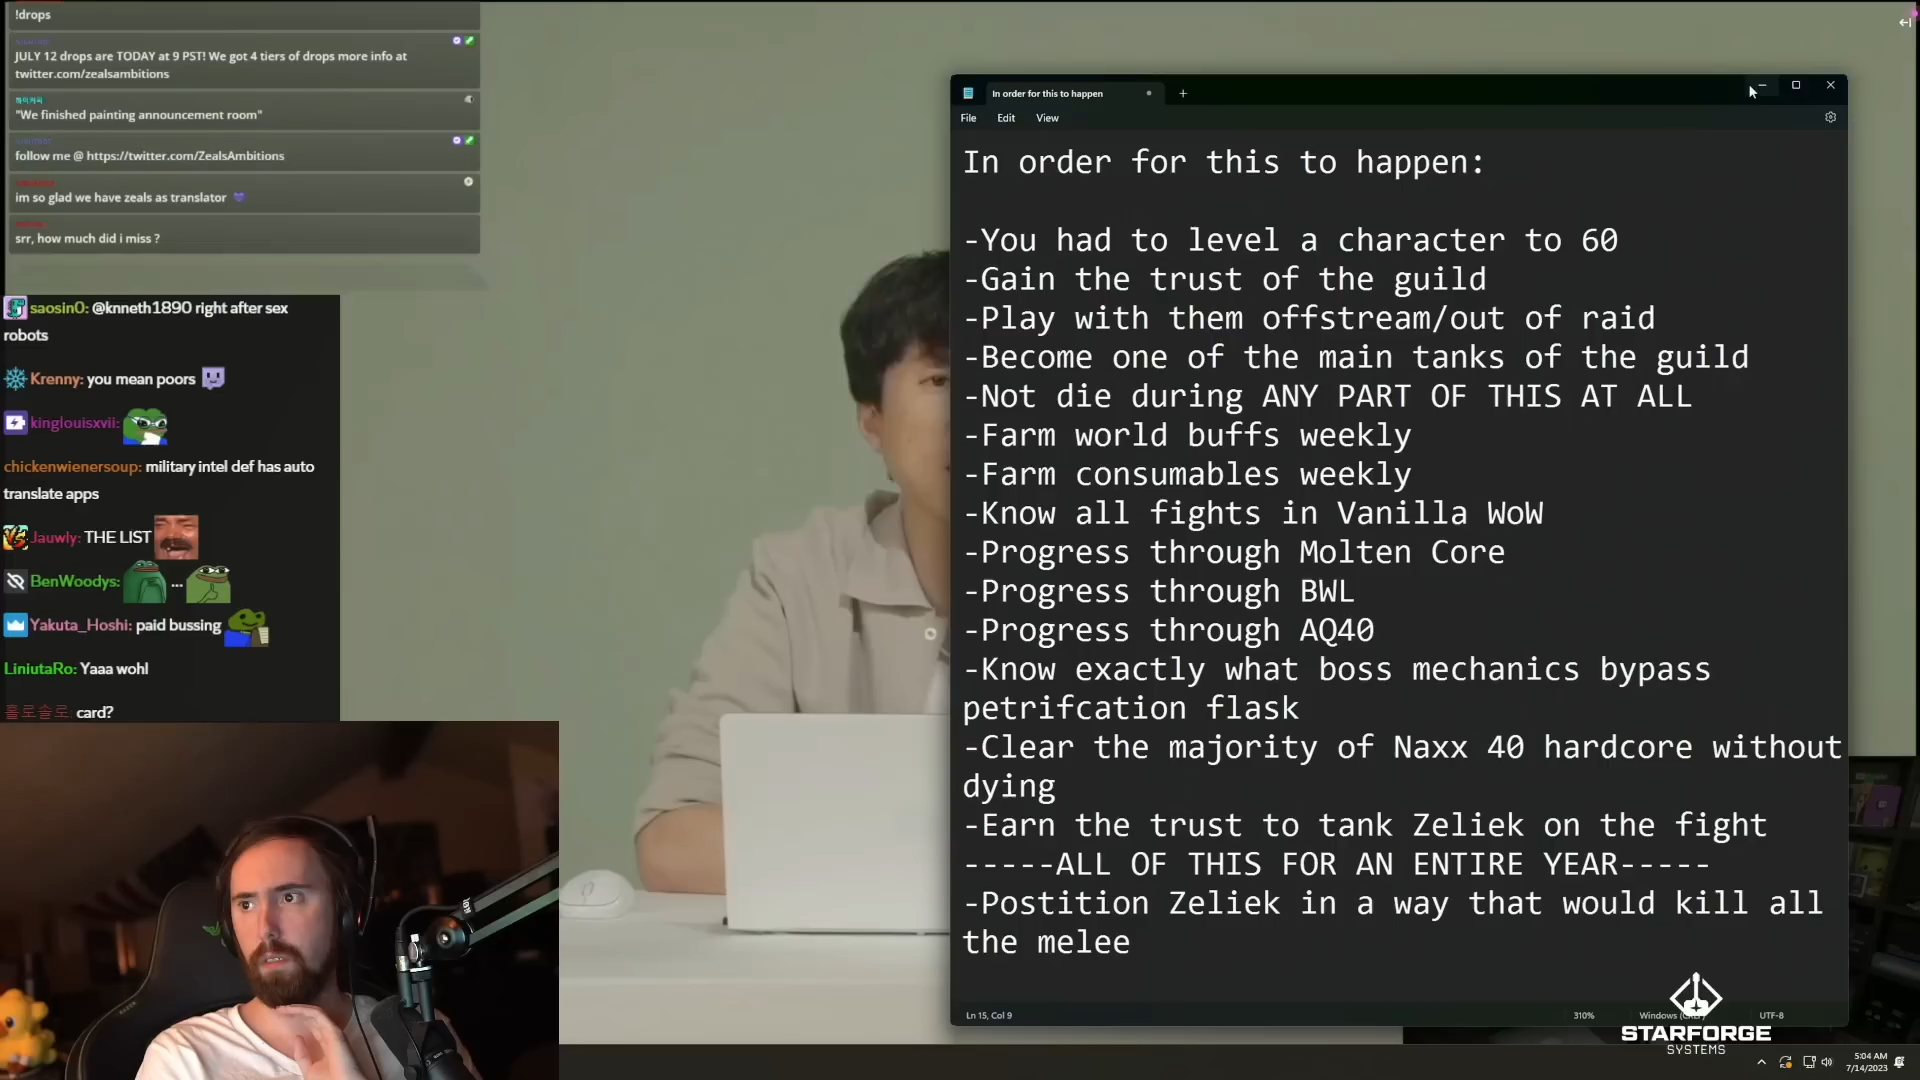 !drops
JULY 12 drops are TODAY at 9 PST! We got 4 tiers of drops more info at
twitter.com/zealsambitions
"We finished painting announcement room"
follow me @ https://twitter.com/ZealsAmbitions
im so glad we have zeals as translator
srr, how much did i miss ?
saosin0: @knneth1890 right after sex
robots
Krenny: you mean poors
kinglouisxvii:
chickenwienersoup: military intel def has auto
translate apps
Jauwly: THE LIST
BenWoodys: ...
Yakuta_Hoshi: paid bussing
LiniutaRo: Yaaa wohl
홀로솔로 card?
In order for this to happen
File Edit View
In order for this to happen:
-You had to level a character to 60
-Gain the trust of the guild
-Play with them offstream/out of raid
-Become one of the main tanks of the guild
-Not die during ANY PART OF THIS AT ALL
-Farm world buffs weekly
-Farm consumables weekly
-Know all fights in Vanilla WoW
-Progress through Molten Core
-Progress through BWL
-Progress through AQ40
-Know exactly what boss mechanics bypass
petrifcation flask
-Clear the majority of Naxx 40 hardcore without
dying
-Earn the trust to tank Zeliek on the fight
-----ALL OF THIS FOR AN ENTIRE YEAR-----
-Postition Zeliek in a way that would kill all
the melee
Ln 15, Col 9 310% Windows (CRLF) UTF-8
STARFORGE
SYSTEMS
5:04 AM
7/14/2023